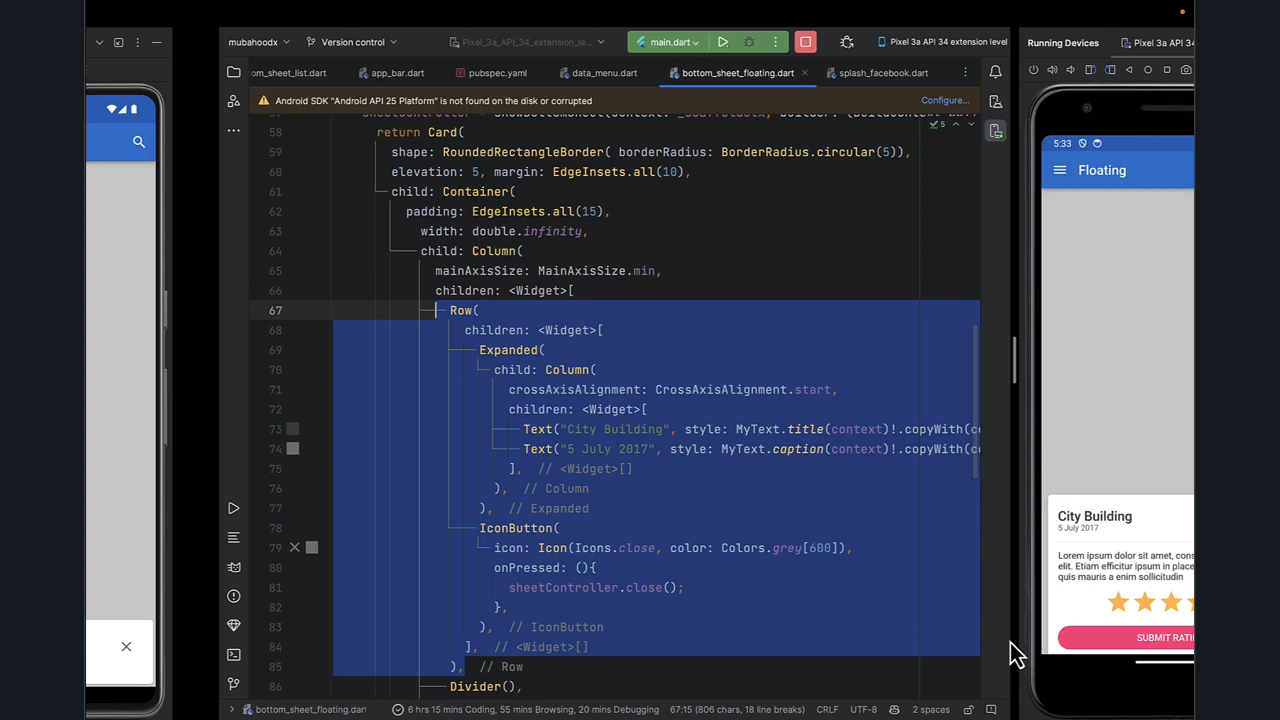 mubahoodx
Version control
Pixel_3a_API_34_extension_le...
main.dart
Pixel 3a API 34 extension level
Running Devices
Pixel 3a API 34
om_sheet_list.dart
app_bar.dart
pubspec.yaml
data_menu.dart
bottom_sheet_floating.dart
splash_facebook.dart
Android SDK "Android API 25 Platform" is not found on the disk or corrupted
Configure...
5
58 return Card(
59 shape: RoundedRectangleBorder( borderRadius: BorderRadius.circular(5)),
60 elevation: 5, margin: EdgeInsets.all(10),
61 child: Container(
62 padding: EdgeInsets.all(15),
63 width: double.infinity,
64 child: Column(
65 mainAxisSize: MainAxisSize.min,
66 children: <Widget>[
67 Row(
68 children: <Widget>[
69 Expanded(
70 child: Column(
71 crossAxisAlignment: CrossAxisAlignment.start,
72 children: <Widget>[
73 Text("City Building", style: MyText.title(context)!.copyWith(c
74 Text("5 July 2017", style: MyText.caption(context)!.copyWith(c
75 ], // <Widget>[]
76 ), // Column
77 ), // Expanded
78 IconButton(
79 icon: Icon(Icons.close, color: Colors.grey[600]),
80 onPressed: (){
81 sheetController.close();
82 },
83 ), // IconButton
84 ], // <Widget>[]
85 ), // Row
86 Divider(),
5:33
Floating
City Building
5 July 2017
Lorem ipsum dolor sit amet, cons
elit. Etiam efficitur ipsum in place
quis mauris a enim sollicitudin
SUBMIT RATI
bottom_sheet_floating.dart
6 hrs 15 mins Coding, 55 mins Browsing, 20 mins Debugging
67:15 (806 chars, 18 line breaks)
CRLF
UTF-8
2 spaces